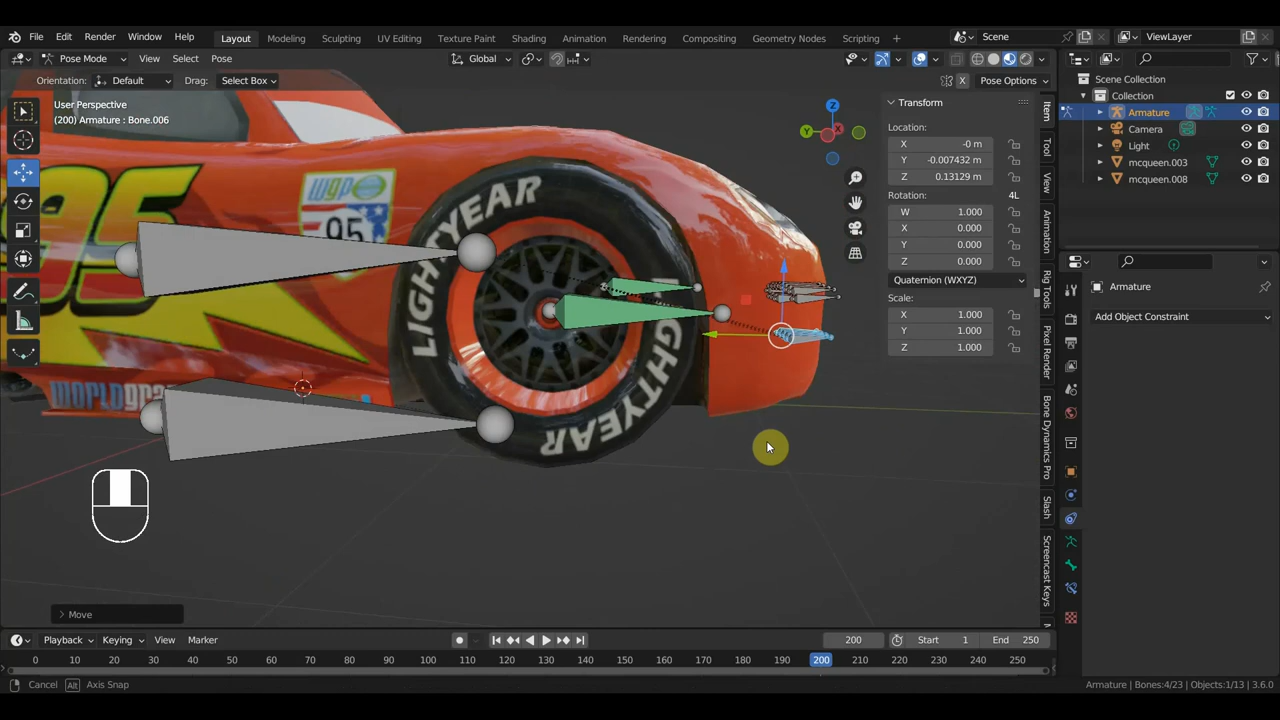 File Edit Render Window Help Layout Modeling Sculpting UV Editing Texture Paint Shading Animation Rendering Compositing Geometry Nodes Scripting Scene ViewLayer
Pose Mode View Select Pose Global
Orientation: Default Drag: Select Box X Pose Options
User Perspective
(200) Armature : Bone.006
Z
X
Y
Transform
Location:
X -0 m
Y -0.007432 m
Z 0.13129 m
Rotation: 4L
W 1.000
X 0.000
Y 0.000
Z 0.000
Quaternion (WXYZ)
Scale:
X 1.000
Y 1.000
Z 1.000
Item
Tool
View
Animation
Rig Tools
Pixel Render
Bone Dynamics Pro
Slash
Screencast Keys
M
Scene Collection
Collection
Armature
Camera
Light
mcqueen.003
mcqueen.008
Armature
Add Object Constraint
95
wgp
95
LIGHTYEAR
LIGHTYEAR
Move
Playback Keying View Marker 200 Start 1 End 250
0 10 20 30 40 50 60 70 80 90 100 110 120 130 140 150 160 170 180 190 200 210 220 230 240 250
Cancel Alt Axis Snap Armature | Bones:4/23 | Objects:1/13 | 3.6.0